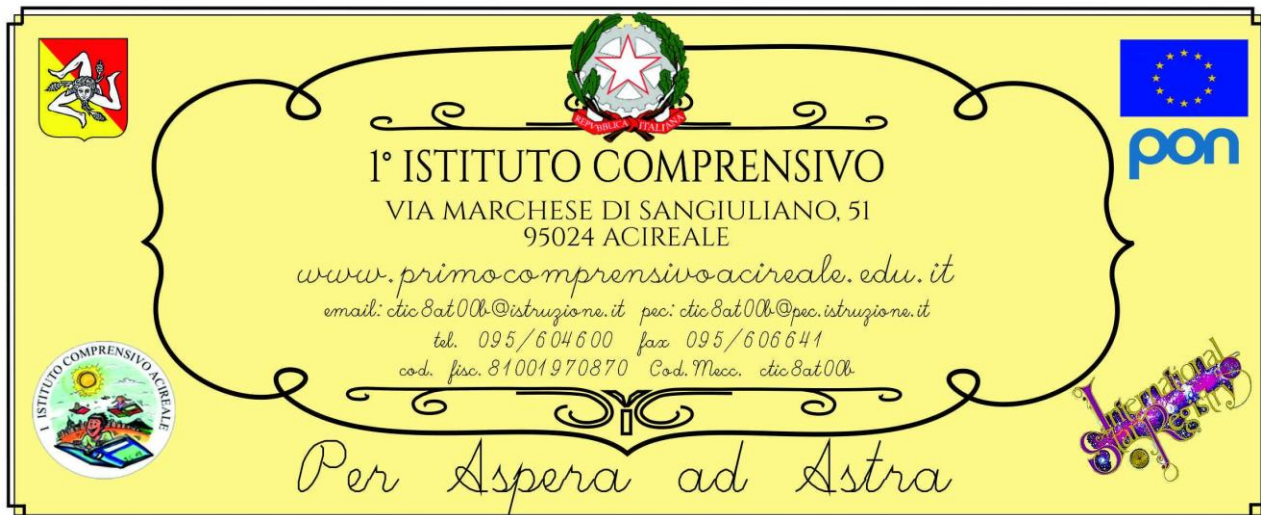 REPVBBLICA ITALIANA
1° ISTITUTO COMPRENSIVO
VIA MARCHESE DI SANGIULIANO, 51
95024 ACIREALE
www.primocomprensivoacireale.edu.it
email: ctic8at00b@istruzione.it pec: ctic8at00b@pec.istruzione.it
tel. 095/604600 fax 095/606641
cod. fisc. 81001970870 Cod. Mecc. ctic8at00b
Per Aspera ad Astra
pon
I ISTITUTO COMPRENSIVO ACIREALE
International
Star Registry